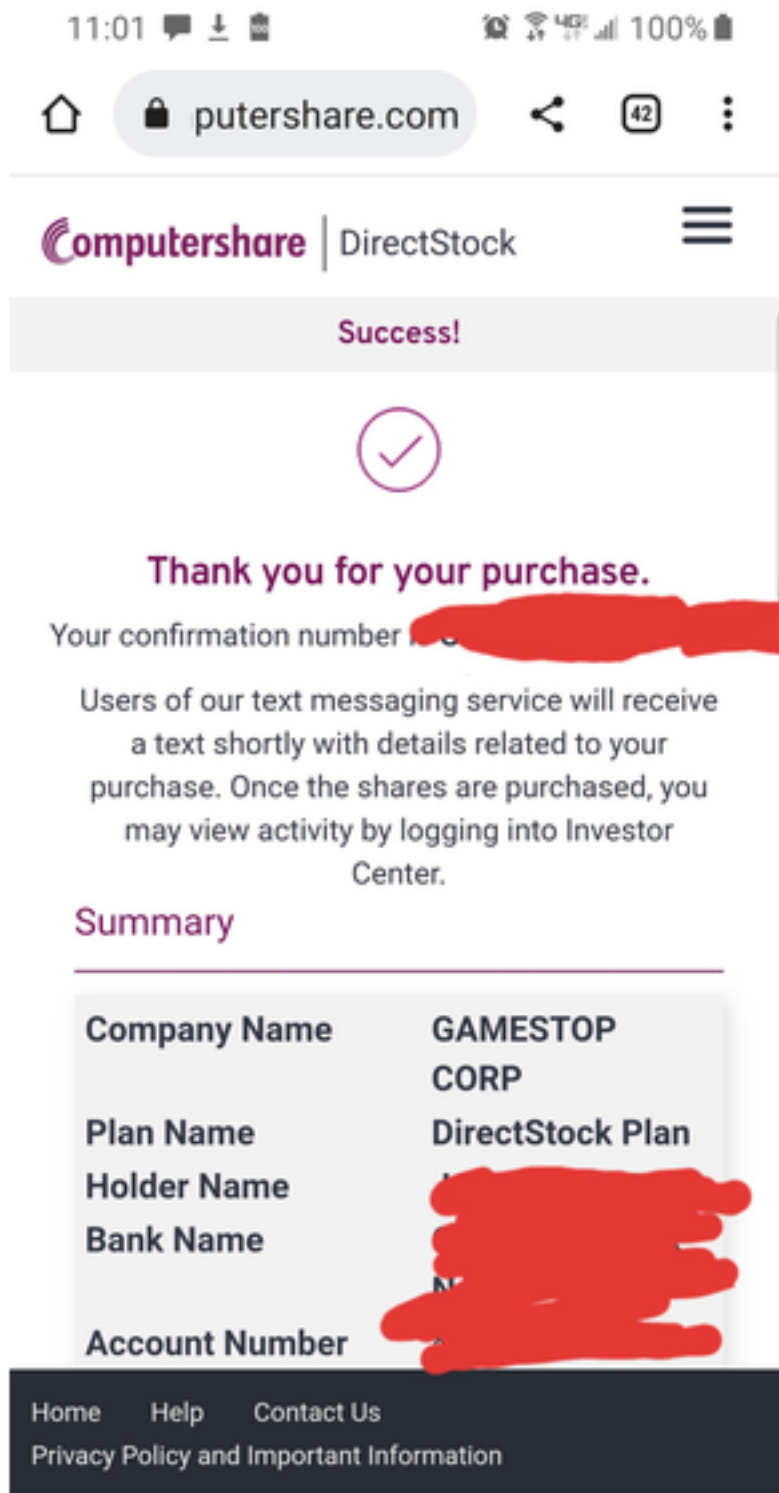 11:01 4G 100%
putershare.com 42
Computershare DirectStock
Success!
Thank you for your purchase.
Your confirmation number
Users of our text messaging service will receive
a text shortly with details related to your
purchase. Once the shares are purchased, you
may view activity by logging into Investor
Center.
Summary
Company Name GAMESTOP
CORP
Plan Name DirectStock Plan
Holder Name
Bank Name
Account Number
Home Help Contact Us
Privacy Policy and Important Information